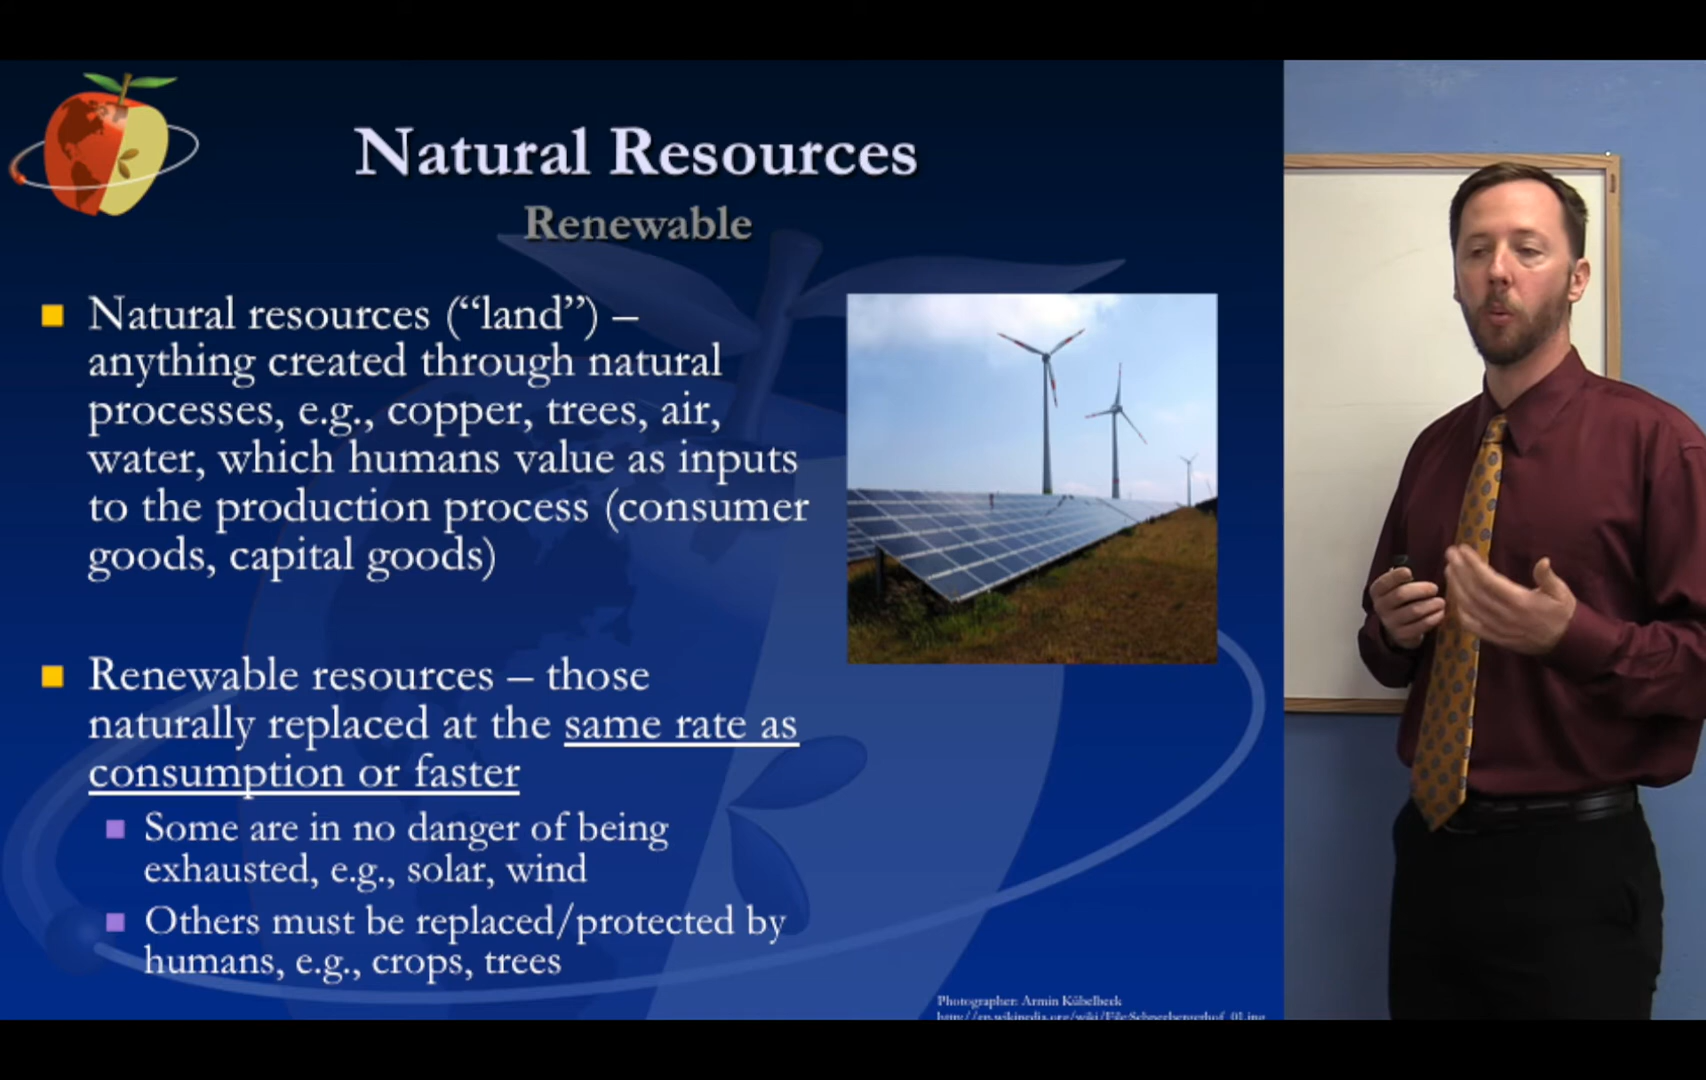 Natural Resources
Renewable
Natural resources (“land”) –
anything created through natural
processes, e.g., copper, trees, air,
water, which humans value as inputs
to the production process (consumer
goods, capital goods)
Renewable resources – those
naturally replaced at the same rate as
consumption or faster
Some are in no danger of being
exhausted, e.g., solar, wind
Others must be replaced/protected by
humans, e.g., crops, trees
Photographer: Armin Kübelbeck